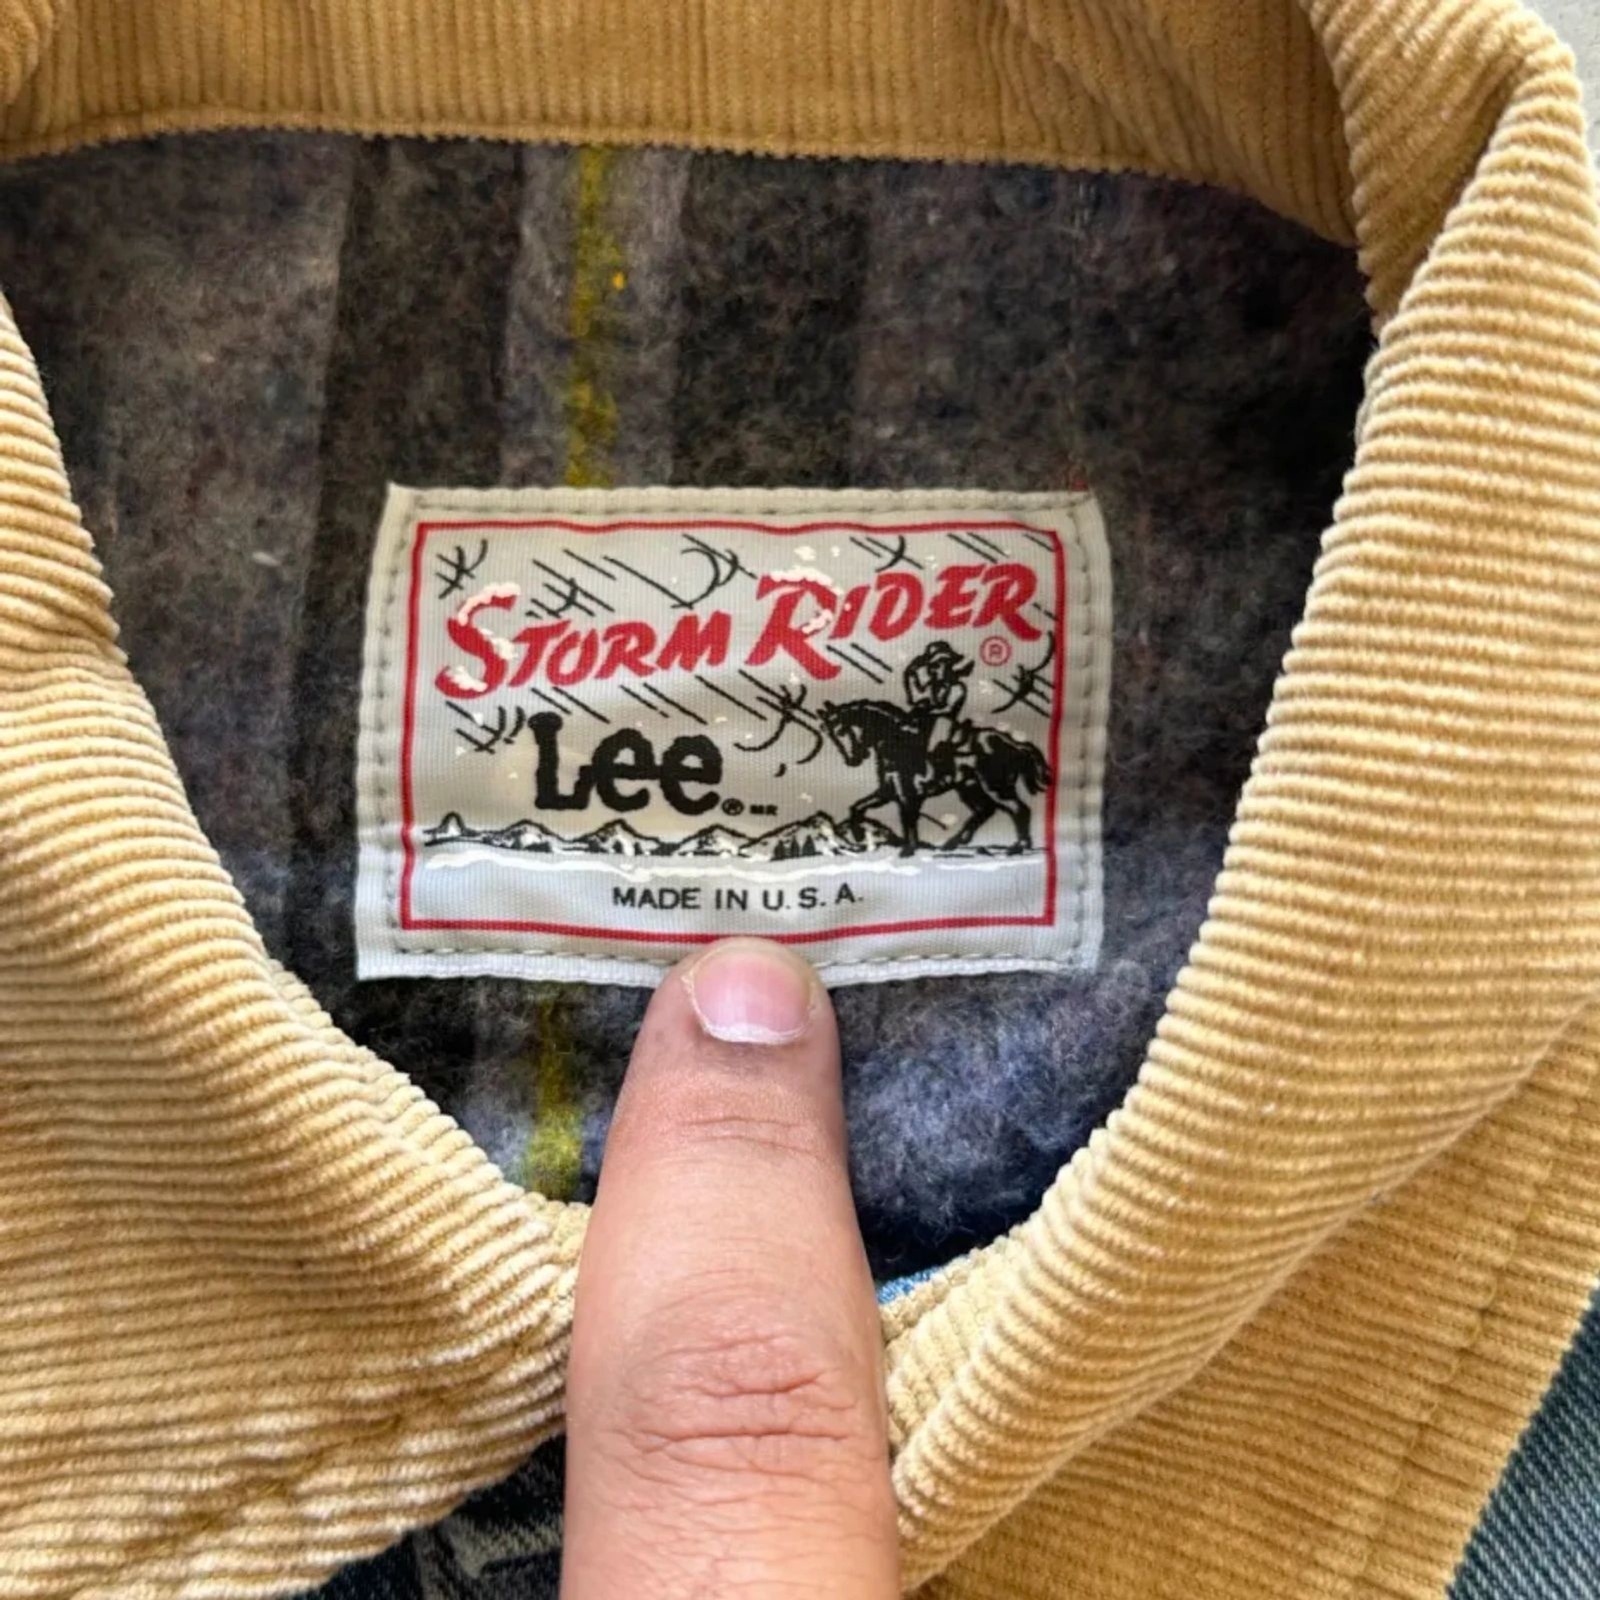 STORM RIDER ®
Lee ® MR
MADE IN U.S.A.